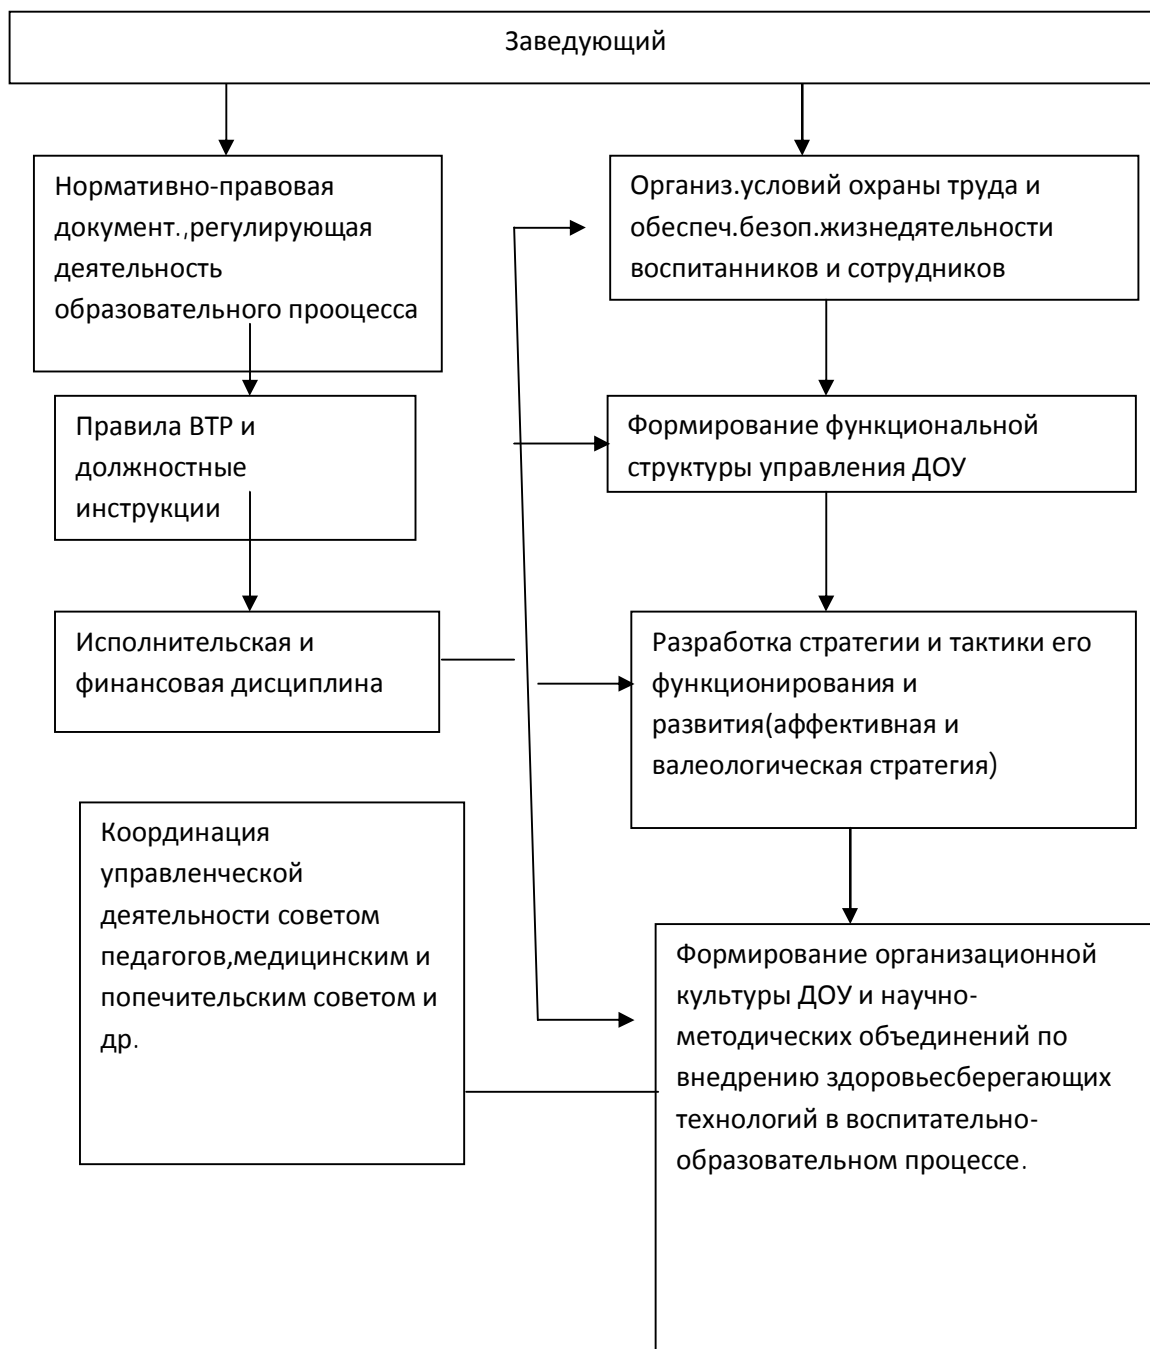 Заведующий
Нормативно-правовая
документ.,регулирующая
деятельность
образовательного прооцесса
Организ.условий охраны труда и
обеспеч.безоп.жизнедятельности
воспитанников и сотрудников
Правила ВТР и
должностные
инструкции
Формирование функциональной
структуры управления ДОУ
Исполнительская и
финансовая дисциплина
Разработка стратегии и тактики его
функционирования и
развития(аффективная и
валеологическая стратегия)
Координация
управленческой
деятельности советом
педагогов,медицинским и
попечительским советом и
др.
Формирование организационной
культуры ДОУ и научно-
методических объединений по
внедрению здоровьесберегающих
технологий в воспитательно-
образовательном процессе.